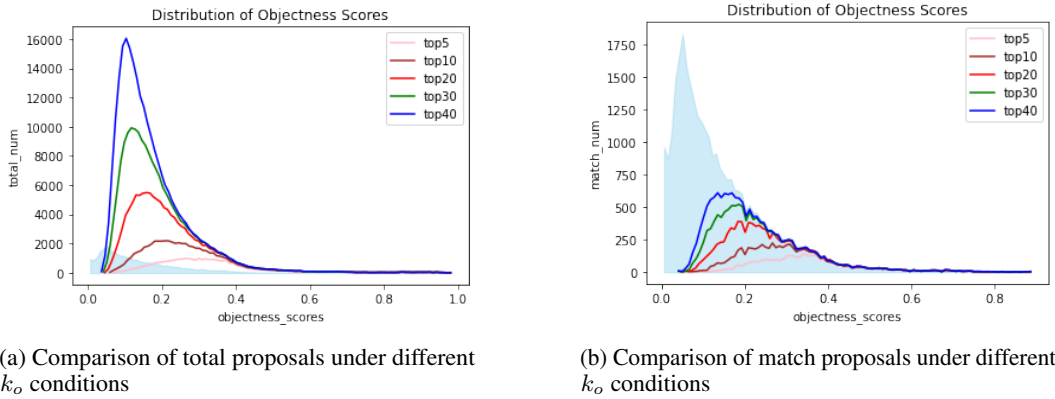 Distribution of Objectness Scores
total_num
16000
14000
12000
10000
8000
6000
4000
2000
0
top5
top10
top20
top30
top40
0.0 0.2 0.4 0.6 0.8 1.0
objectness_scores
(a) Comparison of total proposals under different
k_o conditions
Distribution of Objectness Scores
match_num
1750
1500
1250
1000
750
500
250
0
top5
top10
top20
top30
top40
0.0 0.2 0.4 0.6 0.8
objectness_scores
(b) Comparison of match proposals under different
k_o conditions